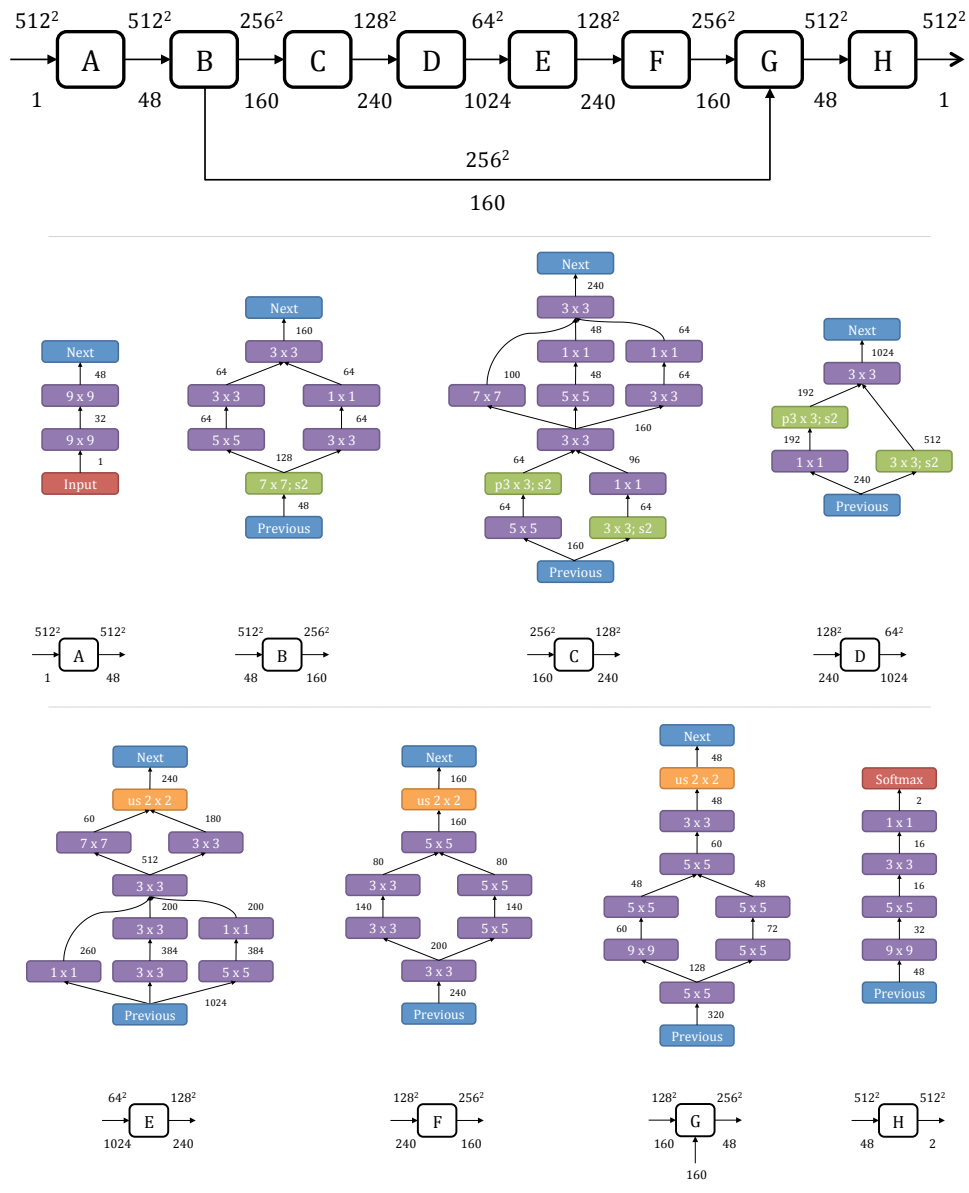 512² 512² 256² 128² 64² 128² 256² 512² 512²
A B C D E F G H
1 48 160 240 1024 240 160 48 1
256²
160
Next
48
9 x 9
32
9 x 9
1
Input
Next
160
3 x 3
64 64
3 x 3 1 x 1
64 64
5 x 5 3 x 3
128
7 x 7; s2
48
Previous
Next
240
3 x 3
48 64
1 x 1 1 x 1
100 48 64
7 x 7 5 x 5 3 x 3
160
3 x 3
64 96
p3 x 3; s2 1 x 1
64 64
5 x 5 3 x 3; s2
160
Previous
Next
1024
3 x 3
192
p3 x 3; s2
192 512
1 x 1 3 x 3; s2
240
Previous
512² 512²
A
1 48
512² 256²
B
48 160
256² 128²
C
160 240
128² 64²
D
240 1024
Next
240
us 2 x 2
60 180
7 x 7 3 x 3
512
3 x 3
200 200
3 x 3 1 x 1
260 384 384
1 x 1 3 x 3 5 x 5
1024
Previous
Next
160
us 2 x 2
160
5 x 5
80 80
3 x 3 5 x 5
140 140
3 x 3 5 x 5
200
3 x 3
240
Previous
Next
48
us 2 x 2
48
3 x 3
60
5 x 5
48 48
5 x 5 5 x 5
60 72
9 x 9 5 x 5
128
5 x 5
320
Previous
Softmax
2
1 x 1
16
3 x 3
16
5 x 5
32
9 x 9
48
Previous
64² 128²
E
1024 240
128² 256²
F
240 160
128² 256²
G
160 48
160
512² 512²
H
48 2